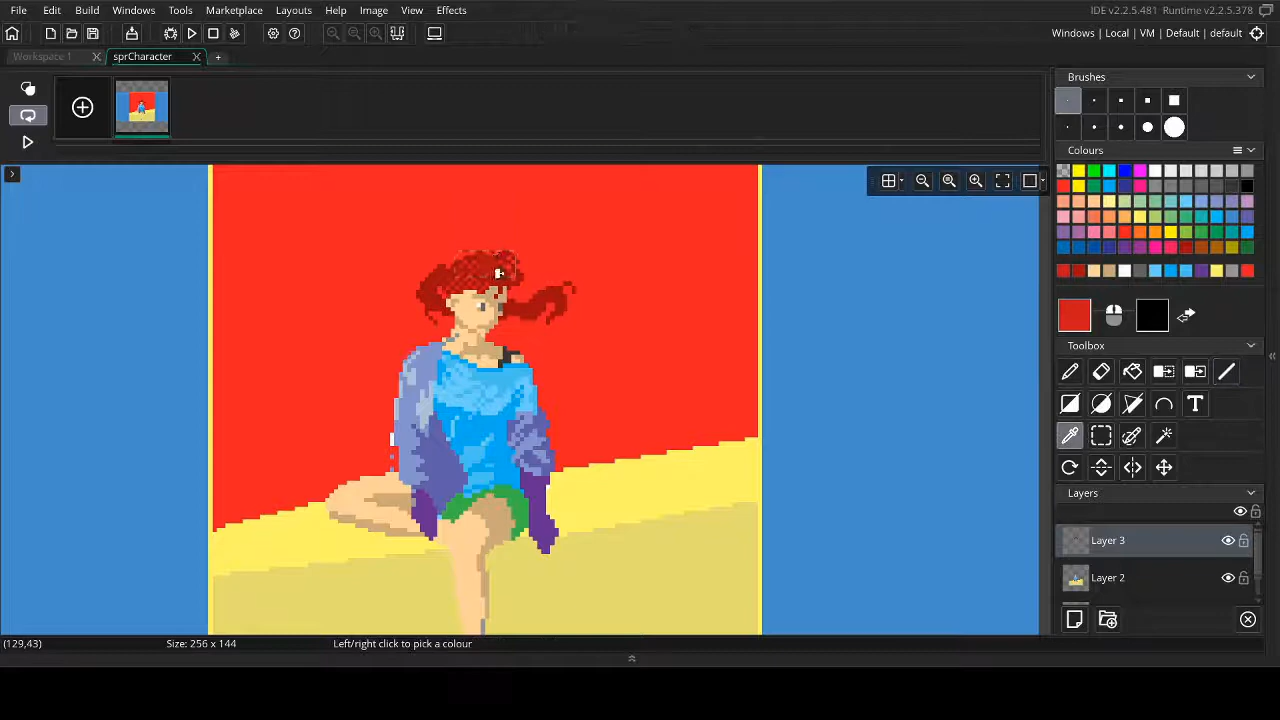 File Edit Build Windows Tools Marketplace Layouts Help Image View Effects IDE v2.2.5.481 Runtime v2.2.5.378
Windows | Local | VM | Default | default
Workspace 1 sprCharacter
Brushes
Colours
Toolbox
T
Layers
Layer 3
Layer 2
(129,43) Size: 256 x 144 Left/right click to pick a colour